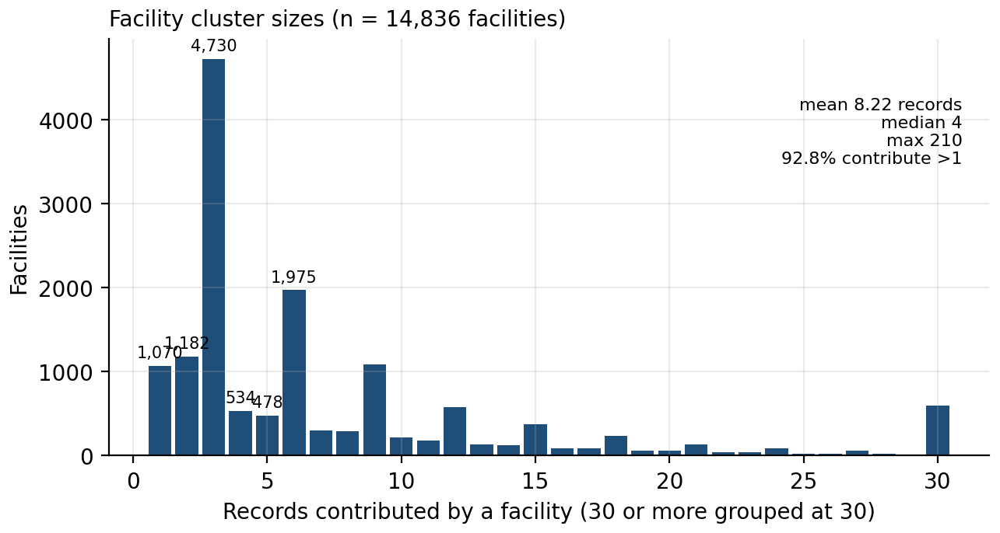 Facility cluster sizes (n = 14,836 facilities)
4,730
mean 8.22 records
median 4
max 210
92.8% contribute >1
1,975
1,182
1,070
534
478
Facilities
4000
3000
2000
1000
0
0 5 10 15 20 25 30
Records contributed by a facility (30 or more grouped at 30)